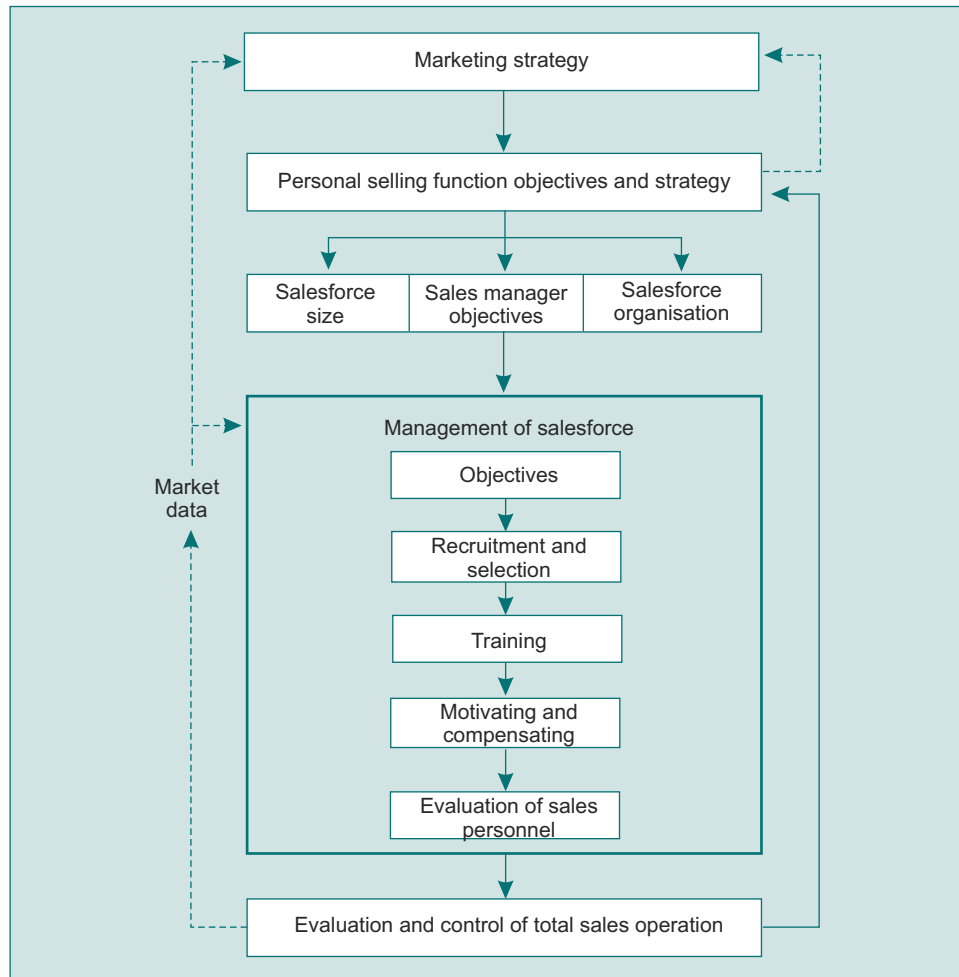 Marketing strategy
Personal selling function objectives and strategy
Salesforce
size
Sales manager
objectives
Salesforce
organisation
Management of salesforce
Objectives
Market
data
Recruitment and
selection
Training
Motivating and
compensating
Evaluation of sales
personnel
Evaluation and control of total sales operation